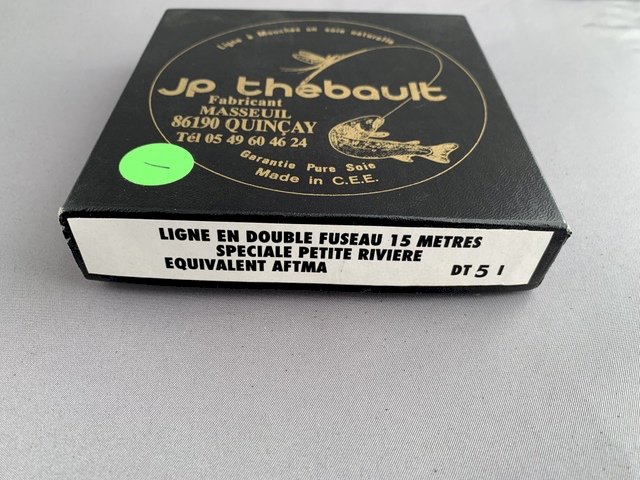 Ligne à Mouches en soie naturelle
JP thebault
Fabricant
MASSEUIL
86190 QUINÇAY
Tél 05 49 60 46 24
Garantie Pure Soie
Made in C.E.E.
LIGNE EN DOUBLE FUSEAU 15 METRES
SPECIALE PETITE RIVIERE
EQUIVALENT AFTMA DT 5 I